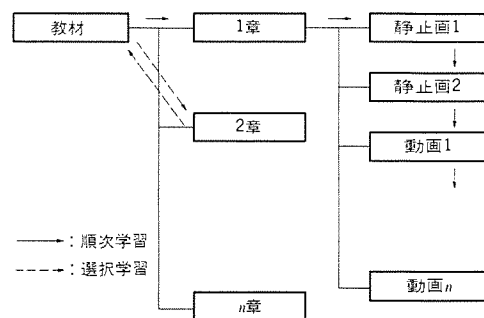 教材
1章
静止画1
静止画2
2章
動画1
——→：順次学習
---→：選択学習
n章
動画n